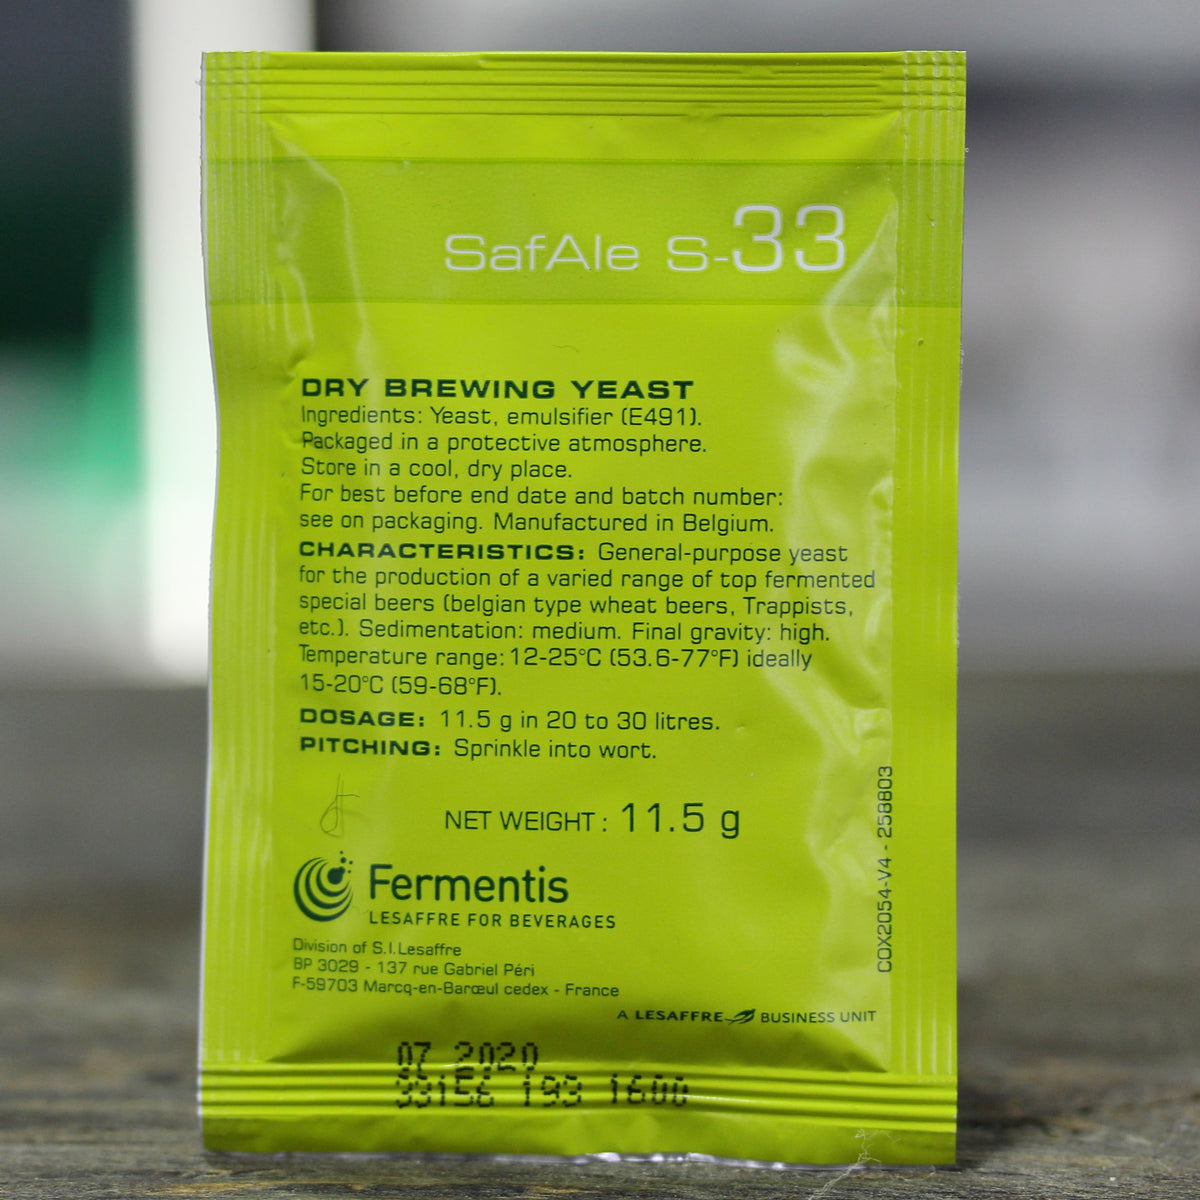 SafAle S-33
DRY BREWING YEAST
Ingredients: Yeast, emulsifier (E491).
Packaged in a protective atmosphere.
Store in a cool, dry place.
For best before end date and batch number:
see on packaging. Manufactured in Belgium.
CHARACTERISTICS: General-purpose yeast
for the production of a varied range of top fermented
special beers (belgian type wheat beers, Trappists,
etc.). Sedimentation: medium. Final gravity: high.
Temperature range: 12-25°C (53.6-77°F) ideally
15-20°C (59-68°F).
DOSAGE: 11.5 g in 20 to 30 litres.
PITCHING: Sprinkle into wort.
NET WEIGHT : 11.5 g
COX2054-V4 - 258803
Fermentis
LESAFFRE FOR BEVERAGES
Division of S.I.Lesaffre
BP 3029 - 137 rue Gabriel Péri
F-59703 Marcq-en-Barœul cedex - France
A LESAFFRE BUSINESS UNIT
07 2020
33156 193 1600